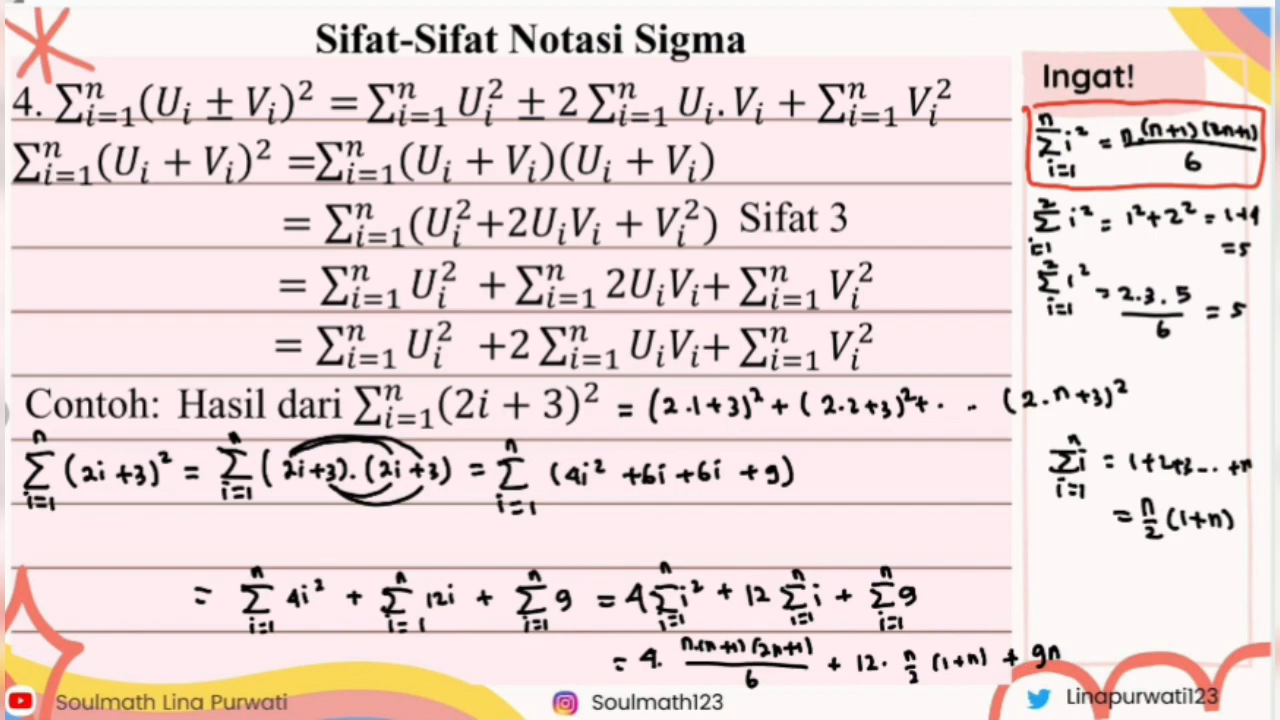 Sifat-Sifat Notasi Sigma
4. ∑ⁿᵢ₌₁(Uᵢ ± Vᵢ)² = ∑ⁿᵢ₌₁ Uᵢ² ± 2 ∑ⁿᵢ₌₁ Uᵢ. Vᵢ + ∑ⁿᵢ₌₁ Vᵢ²
∑ⁿᵢ₌₁(Uᵢ + Vᵢ)² =∑ⁿᵢ₌₁(Uᵢ + Vᵢ)(Uᵢ + Vᵢ)
= ∑ⁿᵢ₌₁(Uᵢ²+2UᵢVᵢ + Vᵢ²) Sifat 3
= ∑ⁿᵢ₌₁ Uᵢ² + ∑ⁿᵢ₌₁ 2UᵢVᵢ+ ∑ⁿᵢ₌₁ Vᵢ²
= ∑ⁿᵢ₌₁ Uᵢ² +2 ∑ⁿᵢ₌₁ UᵢVᵢ+ ∑ⁿᵢ₌₁ Vᵢ²
Contoh: Hasil dari ∑ⁿᵢ₌₁(2i + 3)² = (2.1+3)² + (2.2+3)²+ . .. (2.n+3)²
∑ⁿᵢ₌₁ (2i+3)² = ∑ⁿᵢ₌₁ (2i+3).(2i+3) = ∑ⁿᵢ₌₁ (4i² +6i +6i +9)
= ∑ⁿᵢ₌₁ 4i² + ∑ⁿᵢ₌₁ 12i + ∑ⁿᵢ₌₁ 9 = 4∑ⁿᵢ₌₁ i² + 12 ∑ⁿᵢ₌₁ i + ∑ⁿᵢ₌₁ 9
= 4. n.(n+1)(2n+1)/6 + 12. n/2 (1+n) + 9n
Ingat!
∑ⁿᵢ₌₁ i² = n(n+1)(2n+1)/6
∑²ᵢ₌₁ i² = 1²+2² = 1+4
= 5
∑²ᵢ₌₁ i² = 2.3.5/6 = 5
∑ⁿᵢ₌₁ i = 1+2+3-..+n
= n/2 (1+n)
Soulmath Lina Purwati
Soulmath123
Linapurwati123